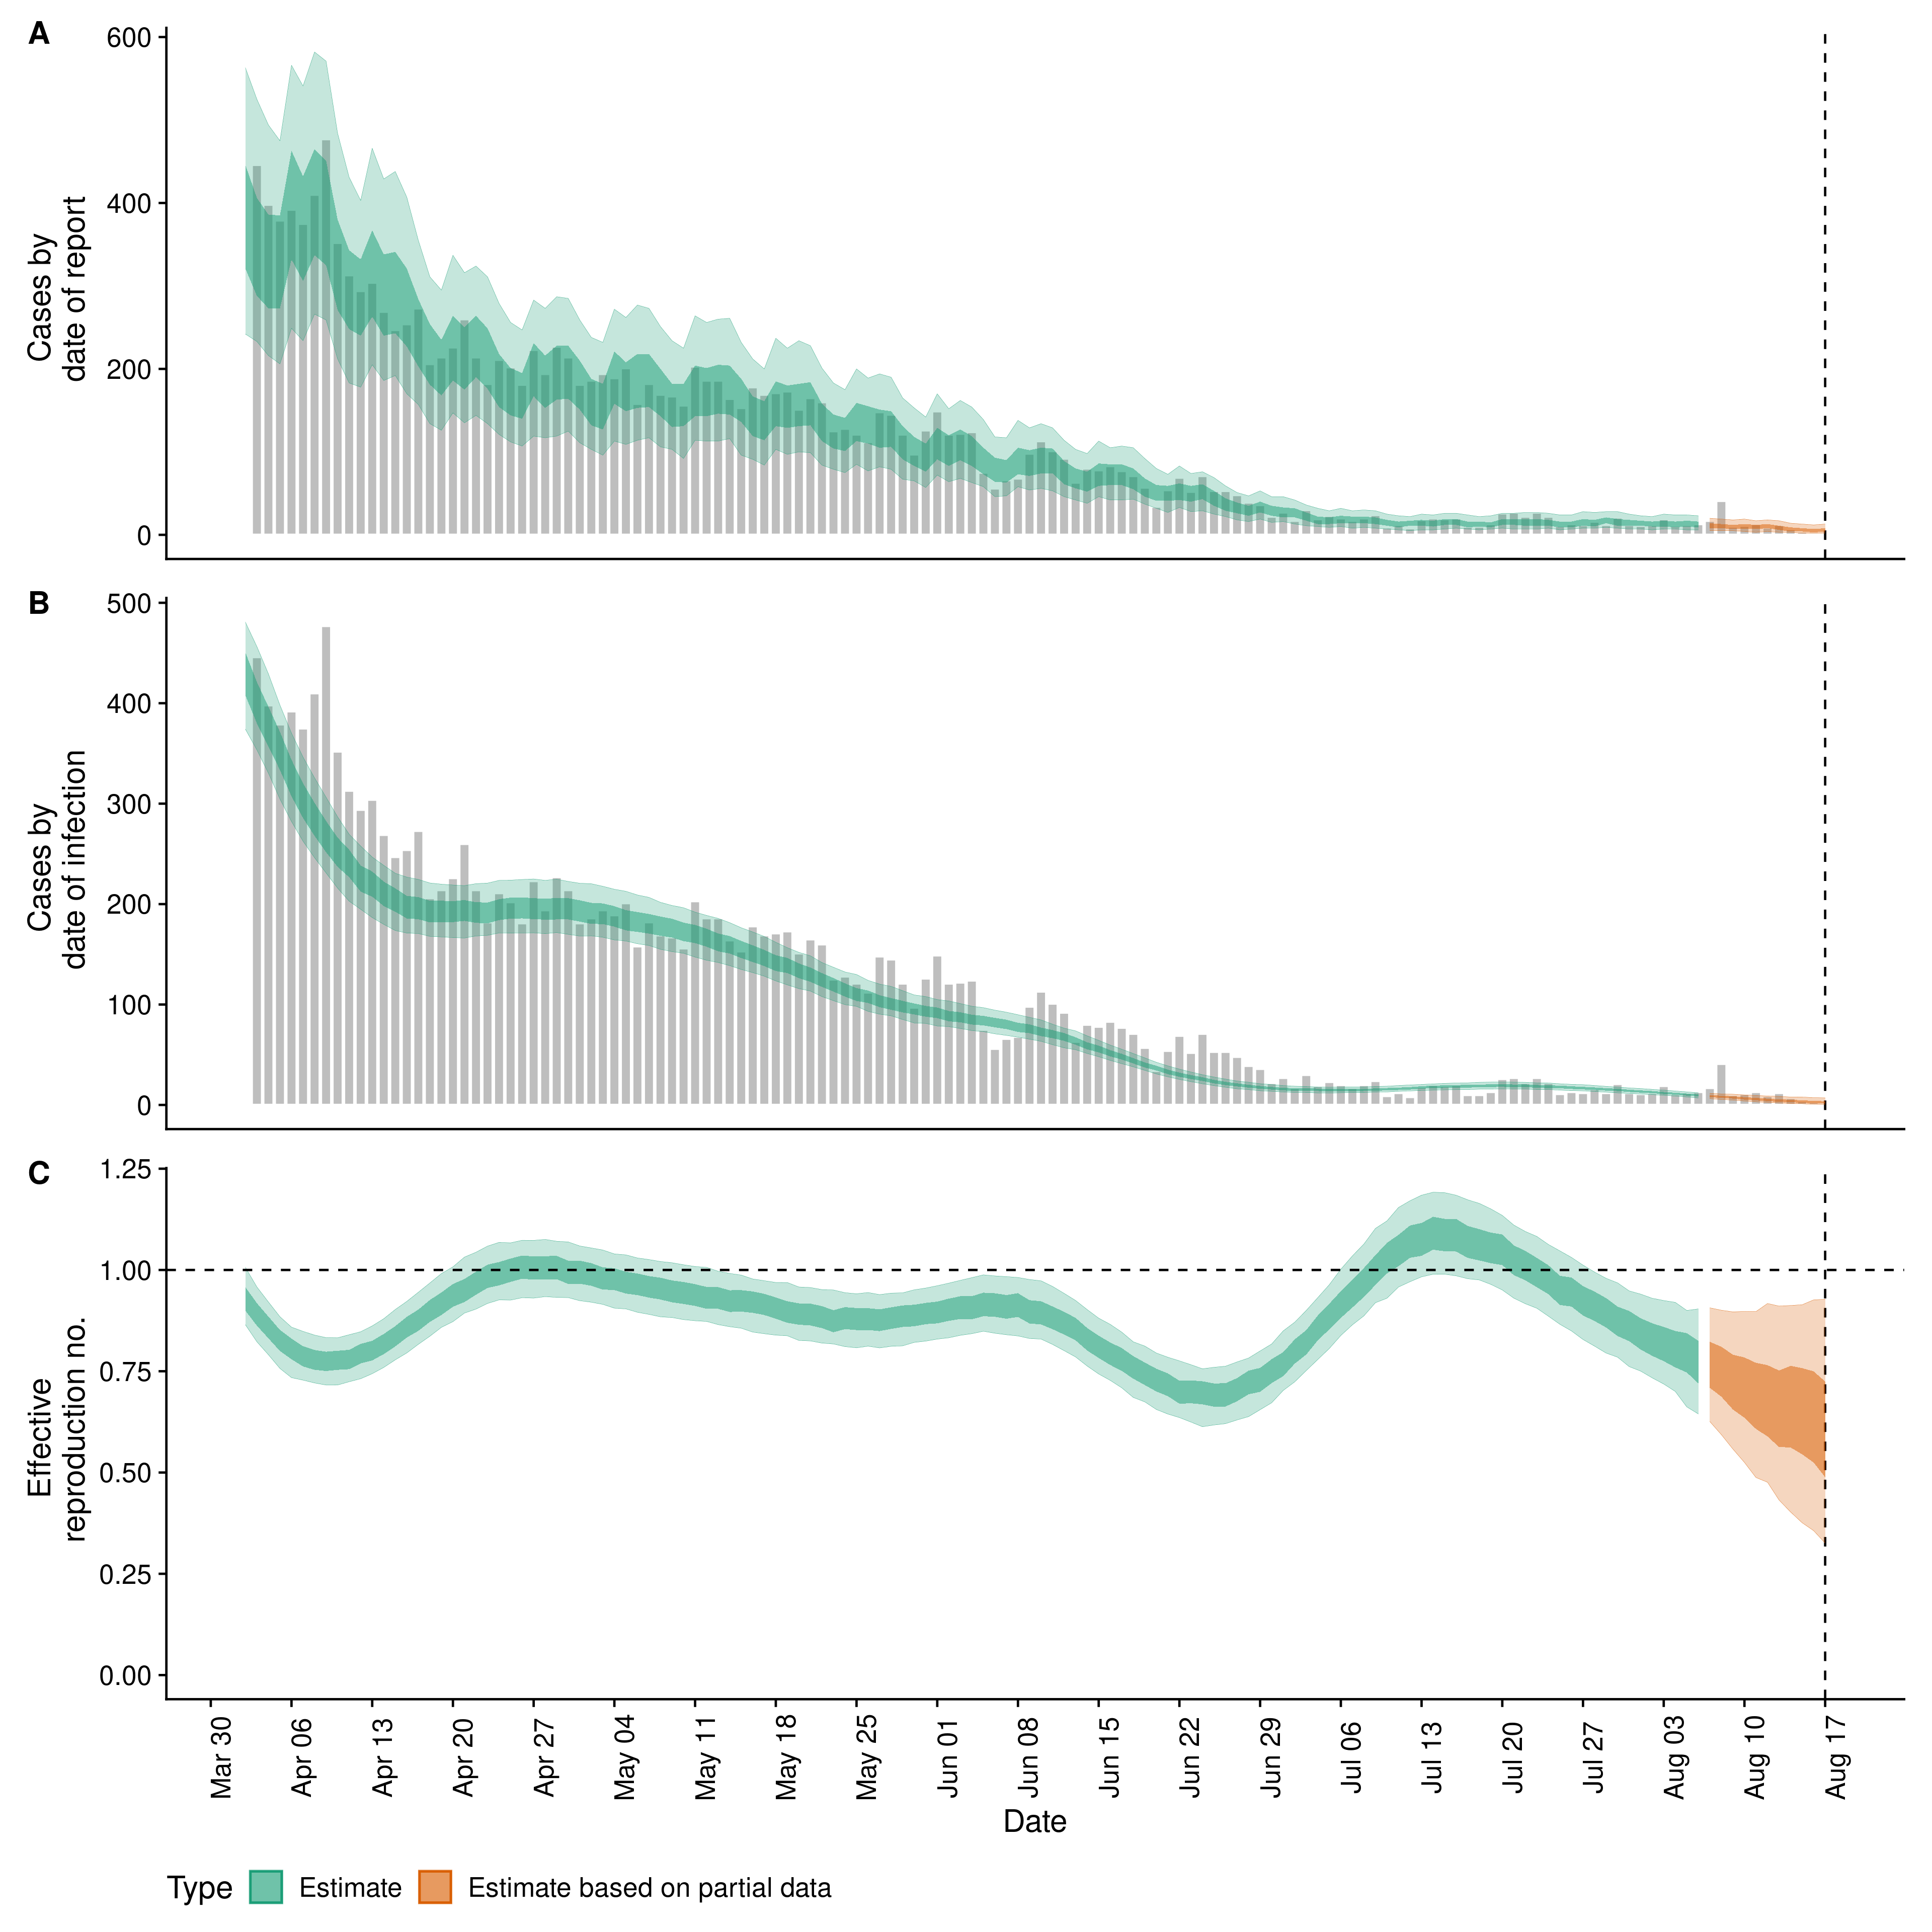 A
Cases by
date of report
600
400
200
0
B
Cases by
date of infection
500
400
300
200
100
0
C
Effective
reproduction no.
1.25
1.00
0.75
0.50
0.25
0.00
Mar 30
Apr 06
Apr 13
Apr 20
Apr 27
May 04
May 11
May 18
May 25
Jun 01
Jun 08
Jun 15
Jun 22
Jun 29
Jul 06
Jul 13
Jul 20
Jul 27
Aug 03
Aug 10
Aug 17
Date
Type Estimate Estimate based on partial data